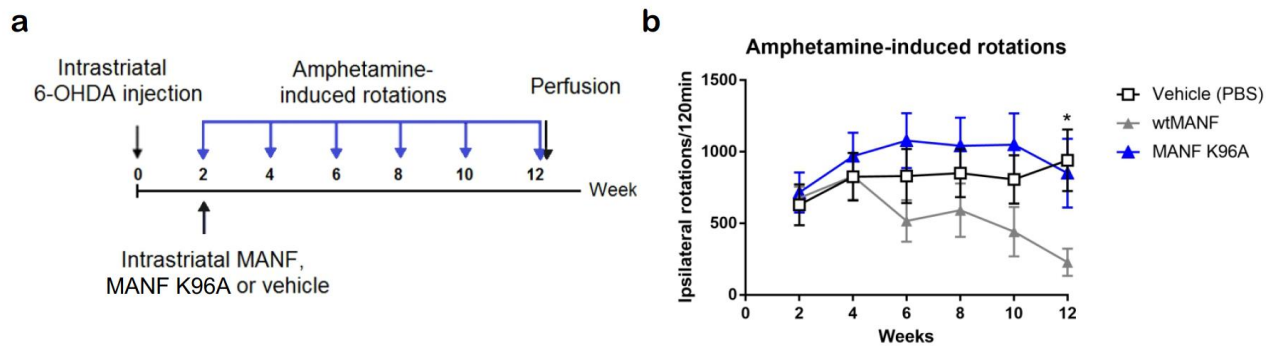 a
Intrastriatal
6-OHDA injection
Amphetamine-
induced rotations
Perfusion
0 2 4 6 8 10 12
Week
Intrastriatal MANF,
MANF K96A or vehicle
b
Amphetamine-induced rotations
Ipsilateral rotations/120min
1500
1000
500
0
0 2 4 6 8 10 12
Weeks
*
Vehicle (PBS)
wtMANF
MANF K96A